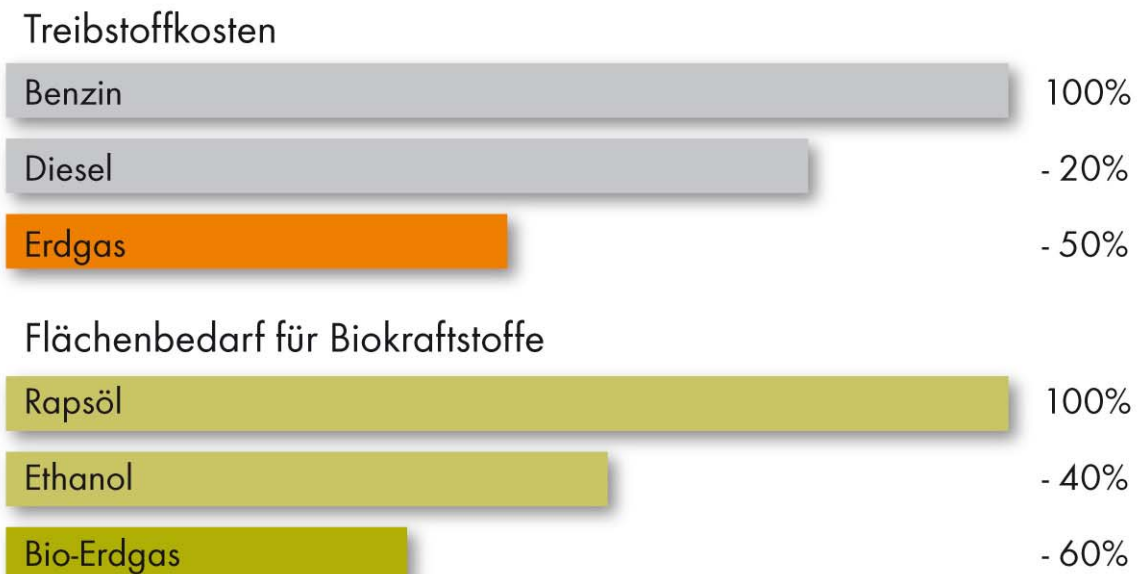 Treibstoffkosten
Benzin 100%
Diesel - 20%
Erdgas - 50%
Flächenbedarf für Biokraftstoffe
Rapsöl 100%
Ethanol - 40%
Bio-Erdgas - 60%